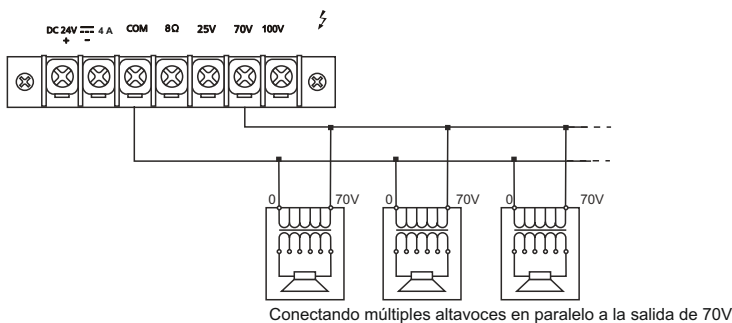 DC 24V 4 A COM 8Ω 25V 70V 100V
+ -
0 70V 0 70V 0 70V
Conectando múltiples altavoces en paralelo a la salida de 70V